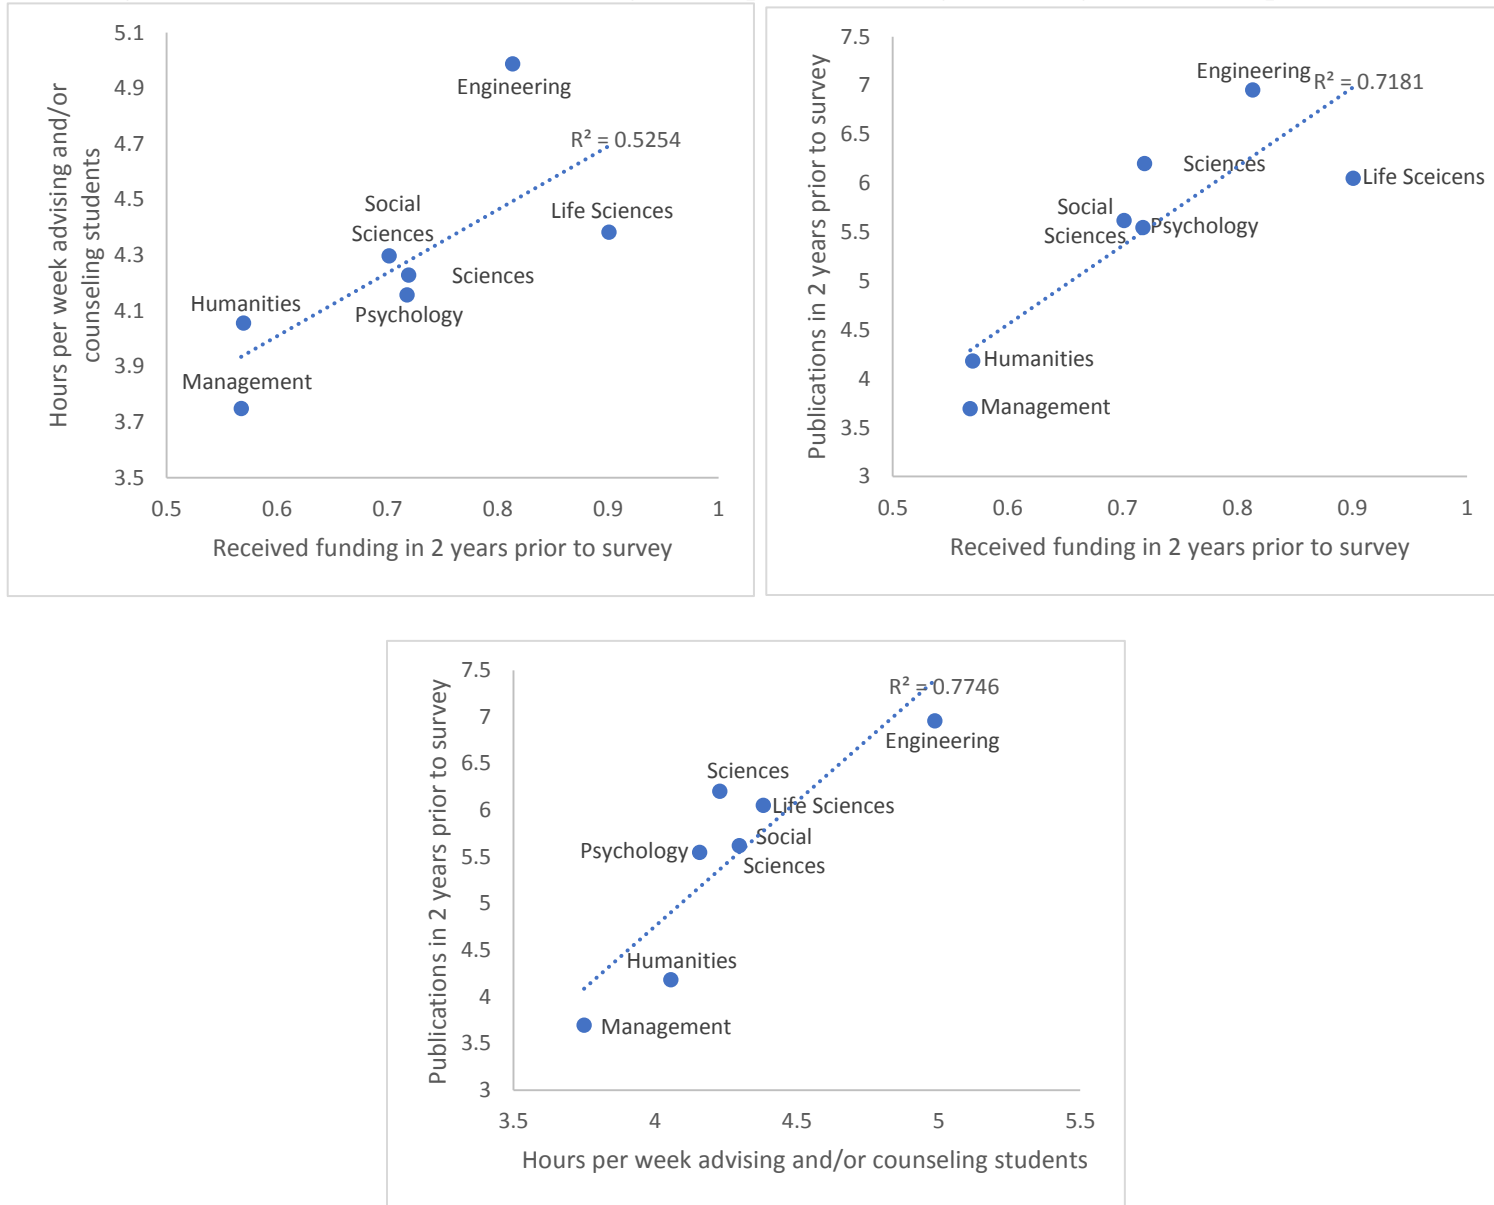 5.1
4.9
4.7
4.5
4.3
4.1
3.9
3.7
3.5
Hours per week advising and/or
counseling students
Engineering
R² = 0.5254
Social
Sciences
Life Sciences
Sciences
Psychology
Humanities
Management
0.5 0.6 0.7 0.8 0.9 1
Received funding in 2 years prior to survey
7.5
7
6.5
6
5.5
5
4.5
4
3.5
3
Publications in 2 years prior to survey
Engineering
R² = 0.7181
Sciences
Life Sceicens
Social
Sciences
Psychology
Humanities
Management
0.5 0.6 0.7 0.8 0.9 1
Received funding in 2 years prior to survey
7.5
7
6.5
6
5.5
5
4.5
4
3.5
3
Publications in 2 years prior to survey
R² = 0.7746
Engineering
Sciences
Life Sciences
Social
Sciences
Psychology
Humanities
Management
3.5 4 4.5 5 5.5
Hours per week advising and/or counseling students